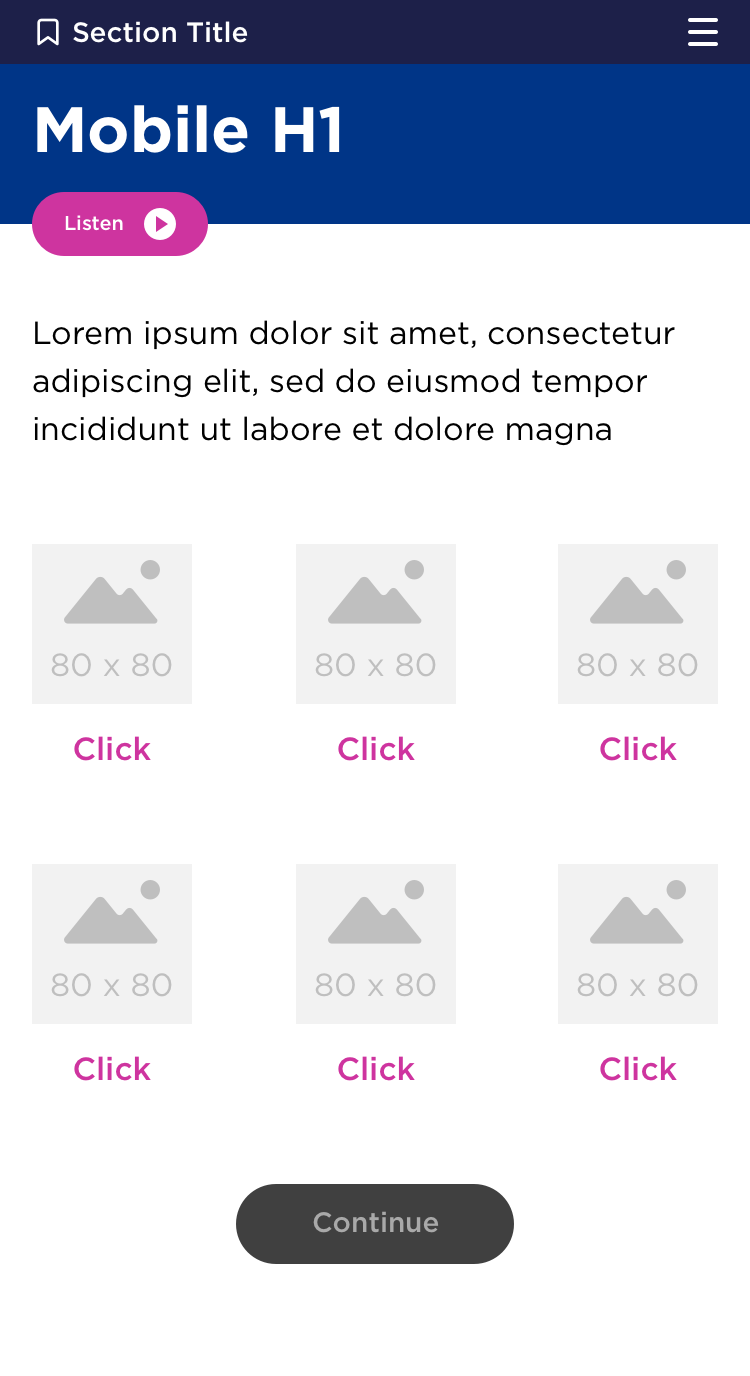 Section Title
Mobile H1
Listen
Lorem ipsum dolor sit amet, consectetur
adipiscing elit, sed do eiusmod tempor
incididunt ut labore et dolore magna
80 x 80 80 x 80 80 x 80
Click Click Click
80 x 80 80 x 80 80 x 80
Click Click Click
Continue